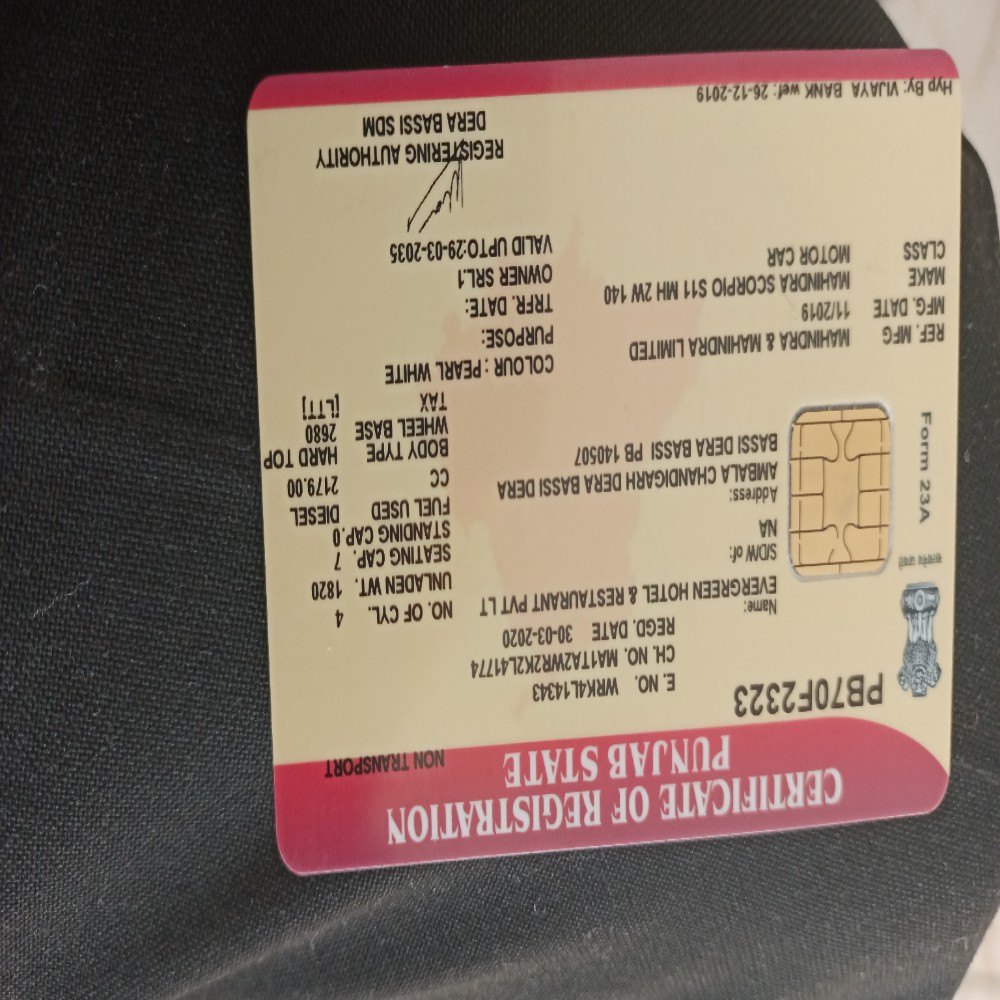 CERTIFICATE OF REGISTRATION
PUNJAB STATE
NON TRANSPORT
PB70F2323
E. NO. WRK4L14343
CH. NO. MA1TA2WR2K2L41774
REGD. DATE 30-03-2020
Name:
EVERGREEN HOTEL & RESTAURANT PVT LT
S/D/W of:
NA
Address:
AMBALA CHANDIGARH DERA BASSI DERA
BASSI DERA BASSI PB 140507
NO. OF CYL. 4
UNLADEN WT. 1820
SEATING CAP. 7
STANDING CAP.0
FUEL USED DIESEL
CC 2179.00
BODY TYPE HARD TOP
WHEEL BASE 2680
TAX [LTT]
सत्यमेव जयते
Form 23A
REF. MFG MAHINDRA & MAHINDRA LIMITED
MFG. DATE 11/2019
MAKE MAHINDRA SCORPIO S11 MH 2W 140
CLASS MOTOR CAR
COLOUR : PEARL WHITE
PURPOSE:
TRFR. DATE:
OWNER SRL.1
VALID UPTO:29-03-2035
REGISTERING AUTHORITY
DERA BASSI SDM
Hyp By: VIJAYA BANK wef: 26-12-2019